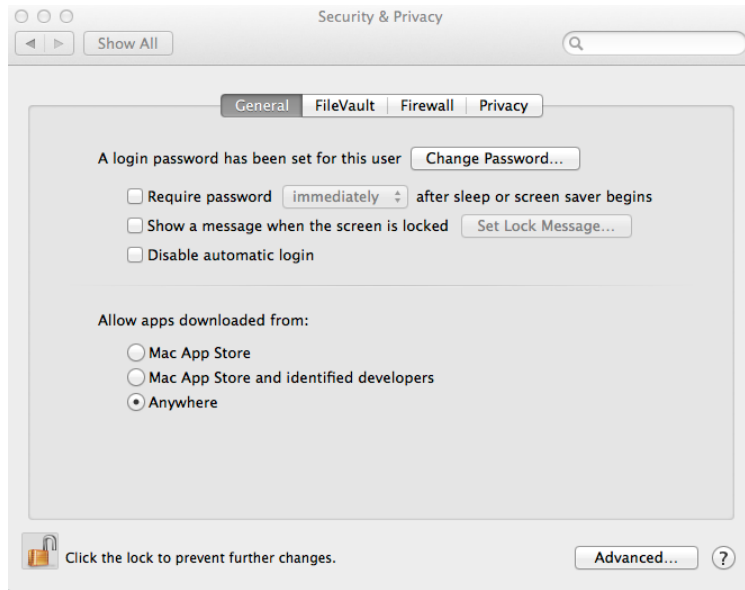 Security & Privacy
Show All
General FileVault Firewall Privacy
A login password has been set for this user Change Password...
Require password immediately after sleep or screen saver begins
Show a message when the screen is locked Set Lock Message...
Disable automatic login
Allow apps downloaded from:
Mac App Store
Mac App Store and identified developers
Anywhere
Click the lock to prevent further changes. Advanced... ?